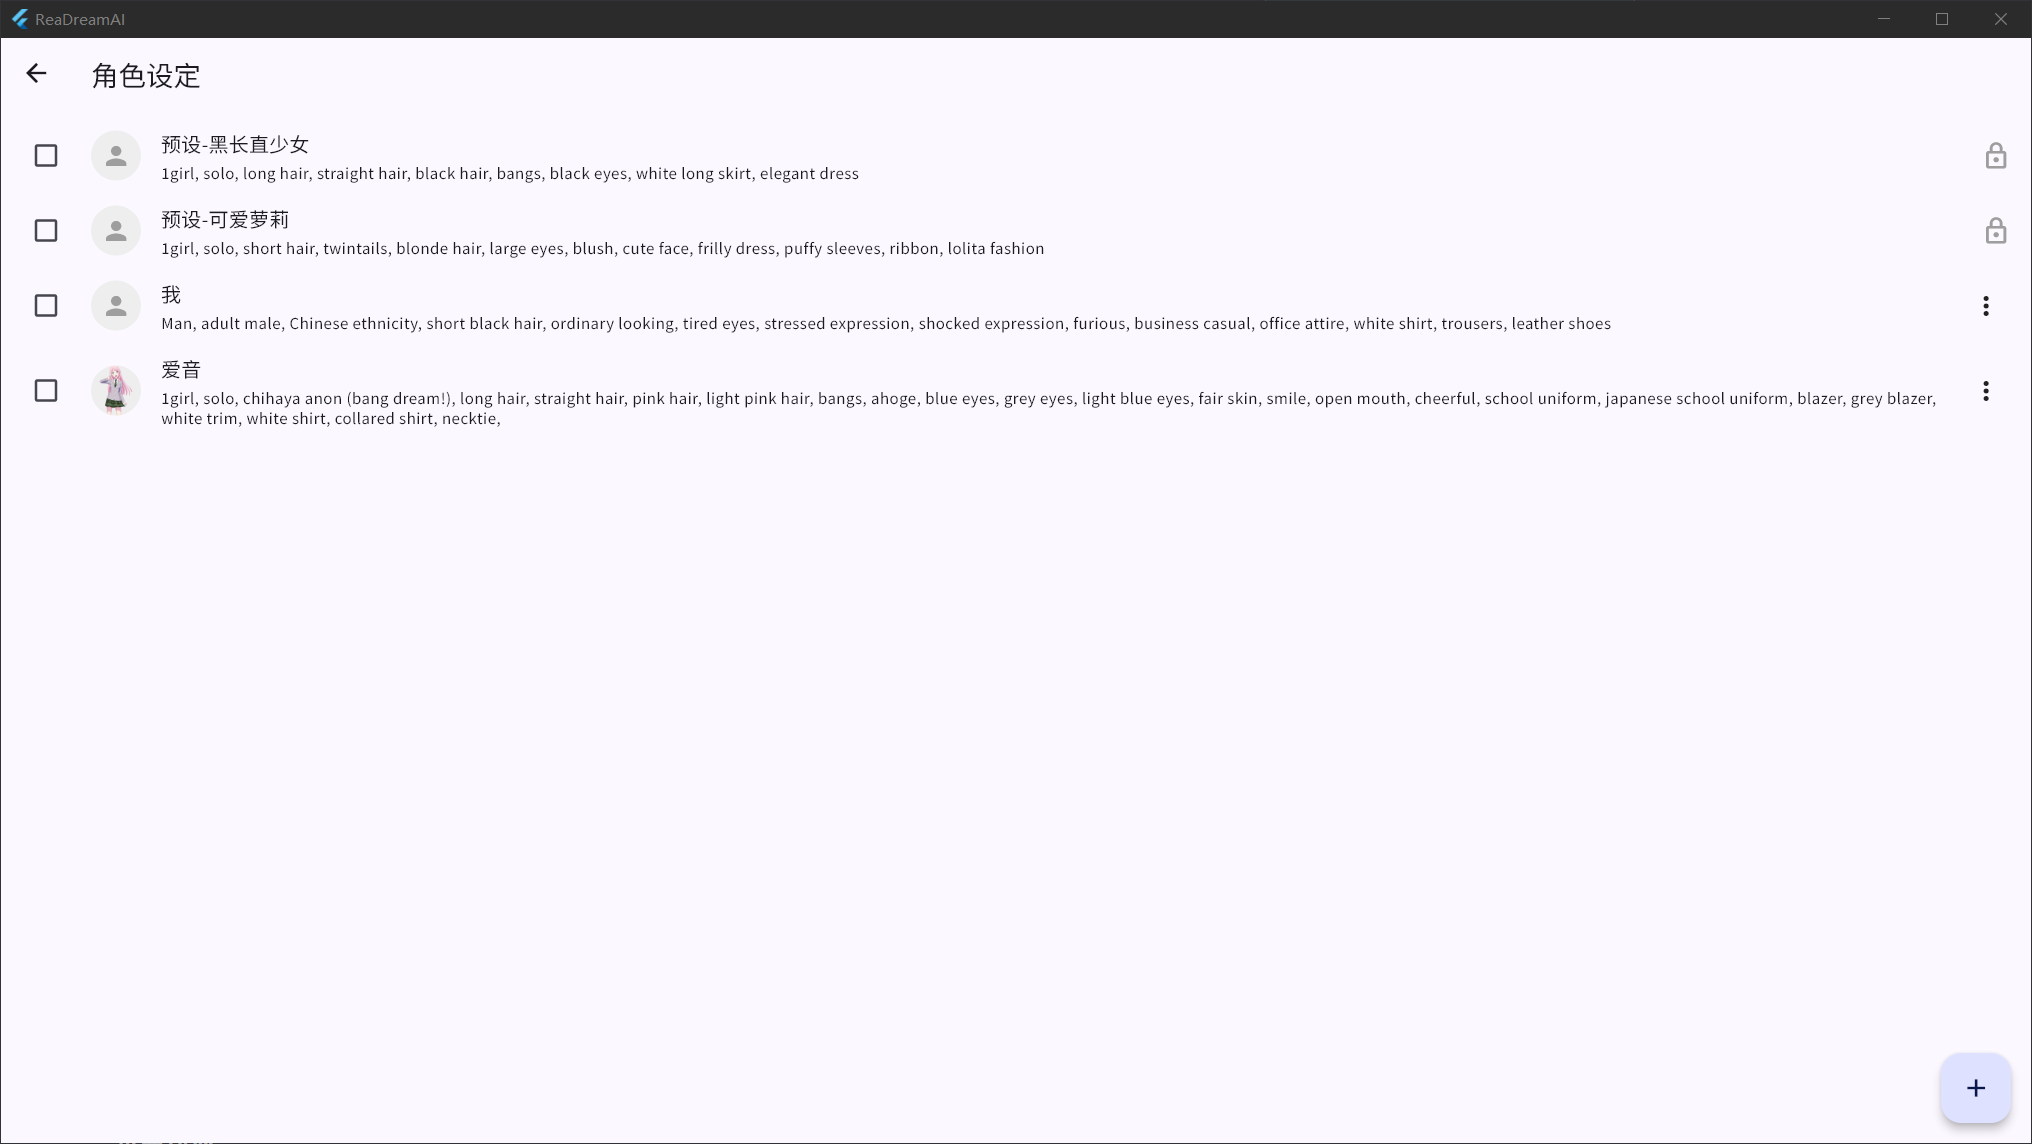 ReaDreamAI
角色设定
预设-黑长直少女
1girl, solo, long hair, straight hair, black hair, bangs, black eyes, white long skirt, elegant dress
预设-可爱萝莉
1girl, solo, short hair, twintails, blonde hair, large eyes, blush, cute face, frilly dress, puffy sleeves, ribbon, lolita fashion
我
Man, adult male, Chinese ethnicity, short black hair, ordinary looking, tired eyes, stressed expression, shocked expression, furious, business casual, office attire, white shirt, trousers, leather shoes
爱音
1girl, solo, chihaya anon (bang dream!), long hair, straight hair, pink hair, light pink hair, bangs, ahoge, blue eyes, grey eyes, light blue eyes, fair skin, smile, open mouth, cheerful, school uniform, japanese school uniform, blazer, grey blazer,
white trim, white shirt, collared shirt, necktie,